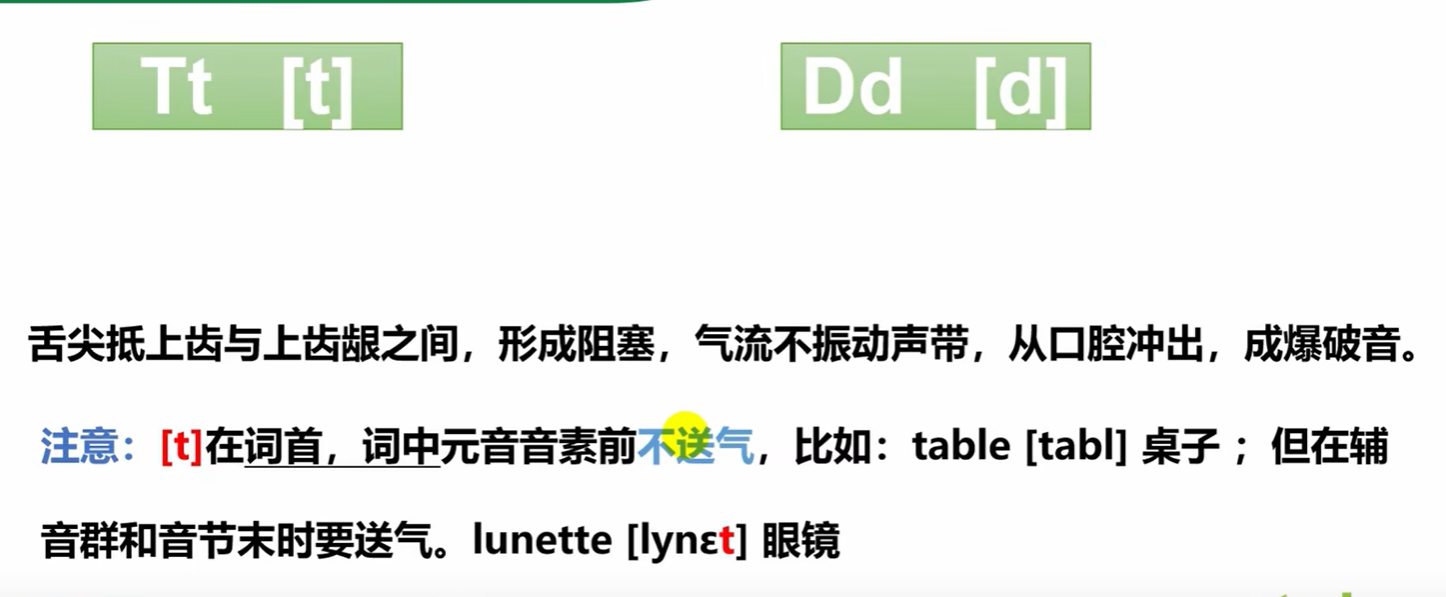 Tt [t]
Dd [d]
舌尖抵上齿与上齿龈之间，形成阻塞，气流不振动声带，从口腔冲出，成爆破音。
注意：[t]在词首，词中元音音素前不送气，比如：table [tabl] 桌子 ；但在辅
音群和音节末时要送气。lunette [lynɛt] 眼镜